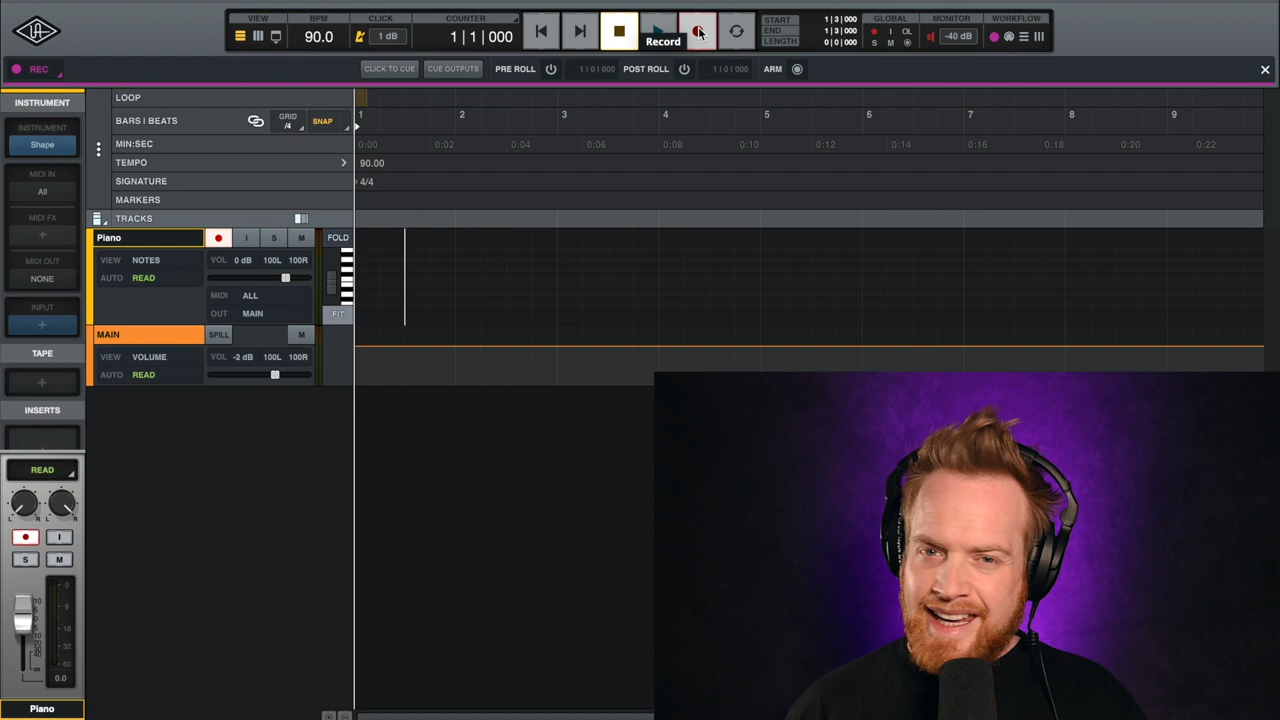 VIEW
BPM
90.0
CLICK
1 dB
COUNTER
1|1|000
START
END
LENGTH
1|3|000
1|3|000
0|0|000
GLOBAL
I OL
S M
MONITOR
-40 dB
WORKFLOW
Record
REC
CLICK TO CUE
CUE OUTPUTS
PRE ROLL
1|0|000
POST ROLL
1|0|000
ARM
INSTRUMENT
INSTRUMENT
Shape
MIDI IN
All
MIDI FX
+
MIDI OUT
NONE
INPUT
+
TAPE
+
INSERTS
READ
L R L R
I
S M
10
0
9
18
32
60
0.0
Piano
LOOP
BARS | BEATS
GRID
/4
SNAP
1 2 3 4 5 6 7 8 9
MIN:SEC
0:00 0:02 0:04 0:06 0:08 0:10 0:12 0:14 0:16 0:18 0:20 0:22
TEMPO
90.00
SIGNATURE
4/4
MARKERS
TRACKS
Piano
I S M
FOLD
VIEW NOTES
VOL 0 dB 100L 100R
AUTO READ
MIDI ALL
OUT MAIN
FIT
MAIN
SPILL
M
VIEW VOLUME
VOL -2 dB 100L 100R
AUTO READ